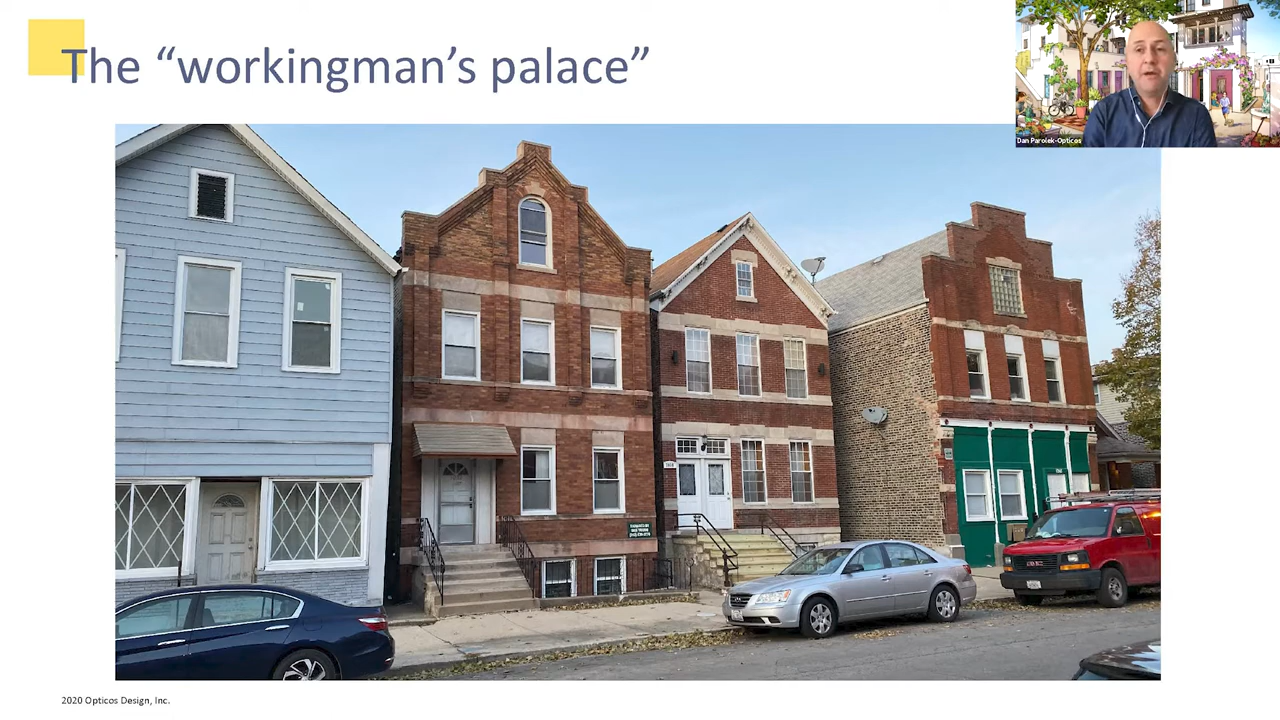 The “workingman’s palace”
Dan Parolek-Opticos
2020 Opticos Design, Inc.